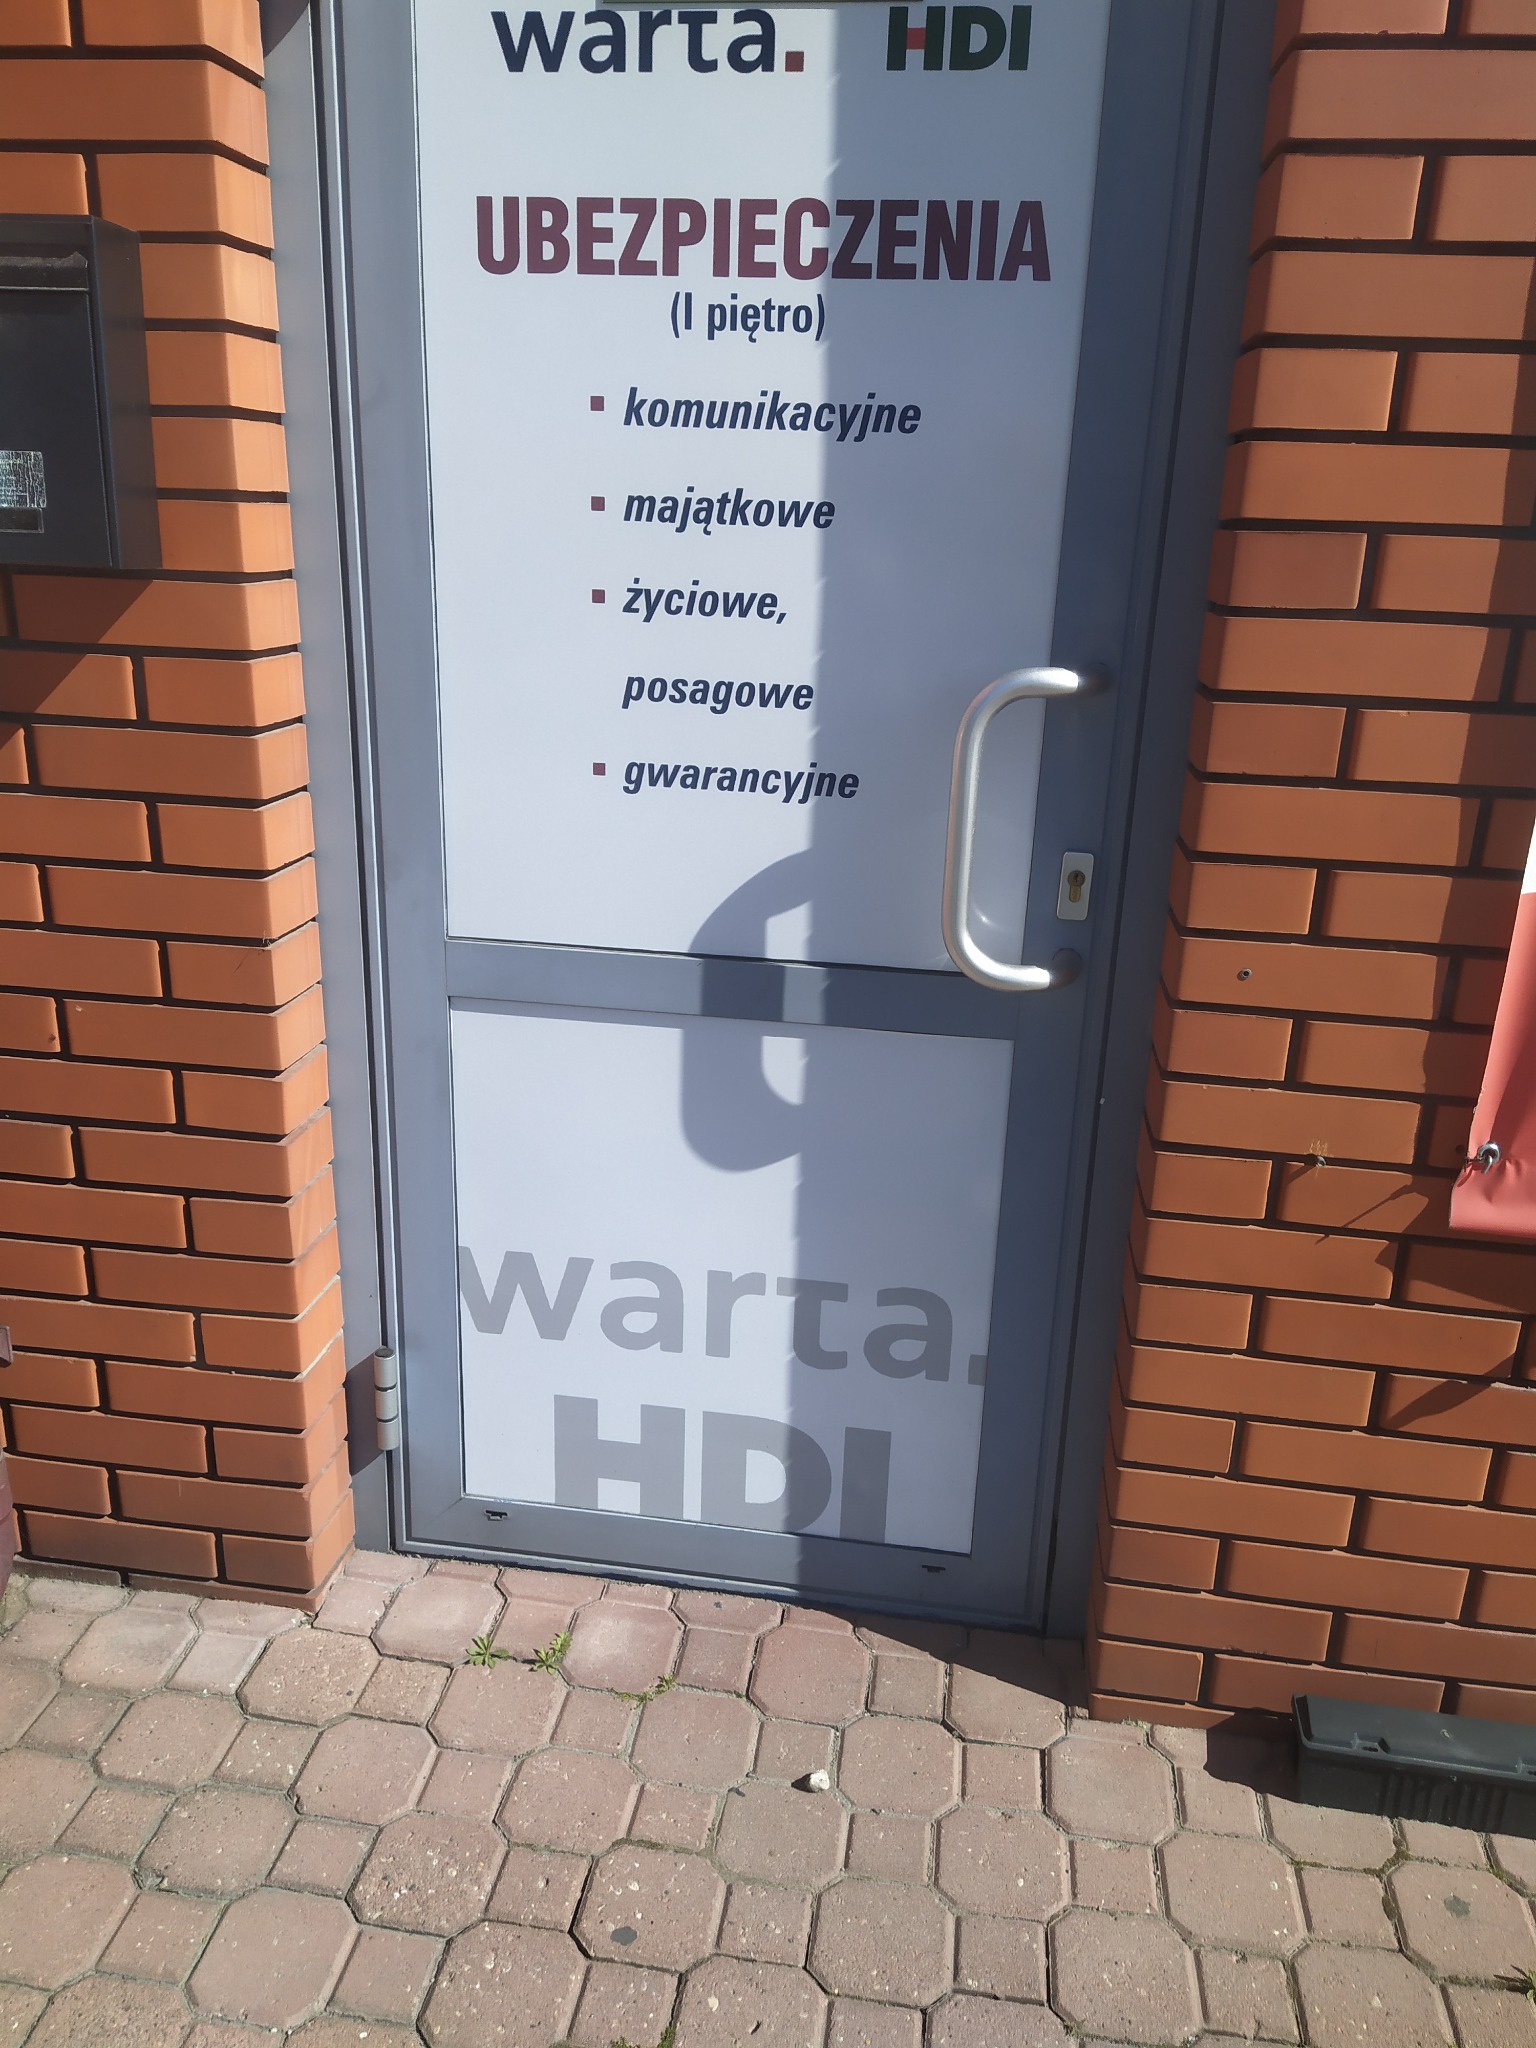 warta. HDI
UBEZPIECZENIA
(I piętro)
▪ komunikacyjne
▪ majątkowe
▪ życiowe,
posagowe
▪ gwarancyjne
warta.
HDI